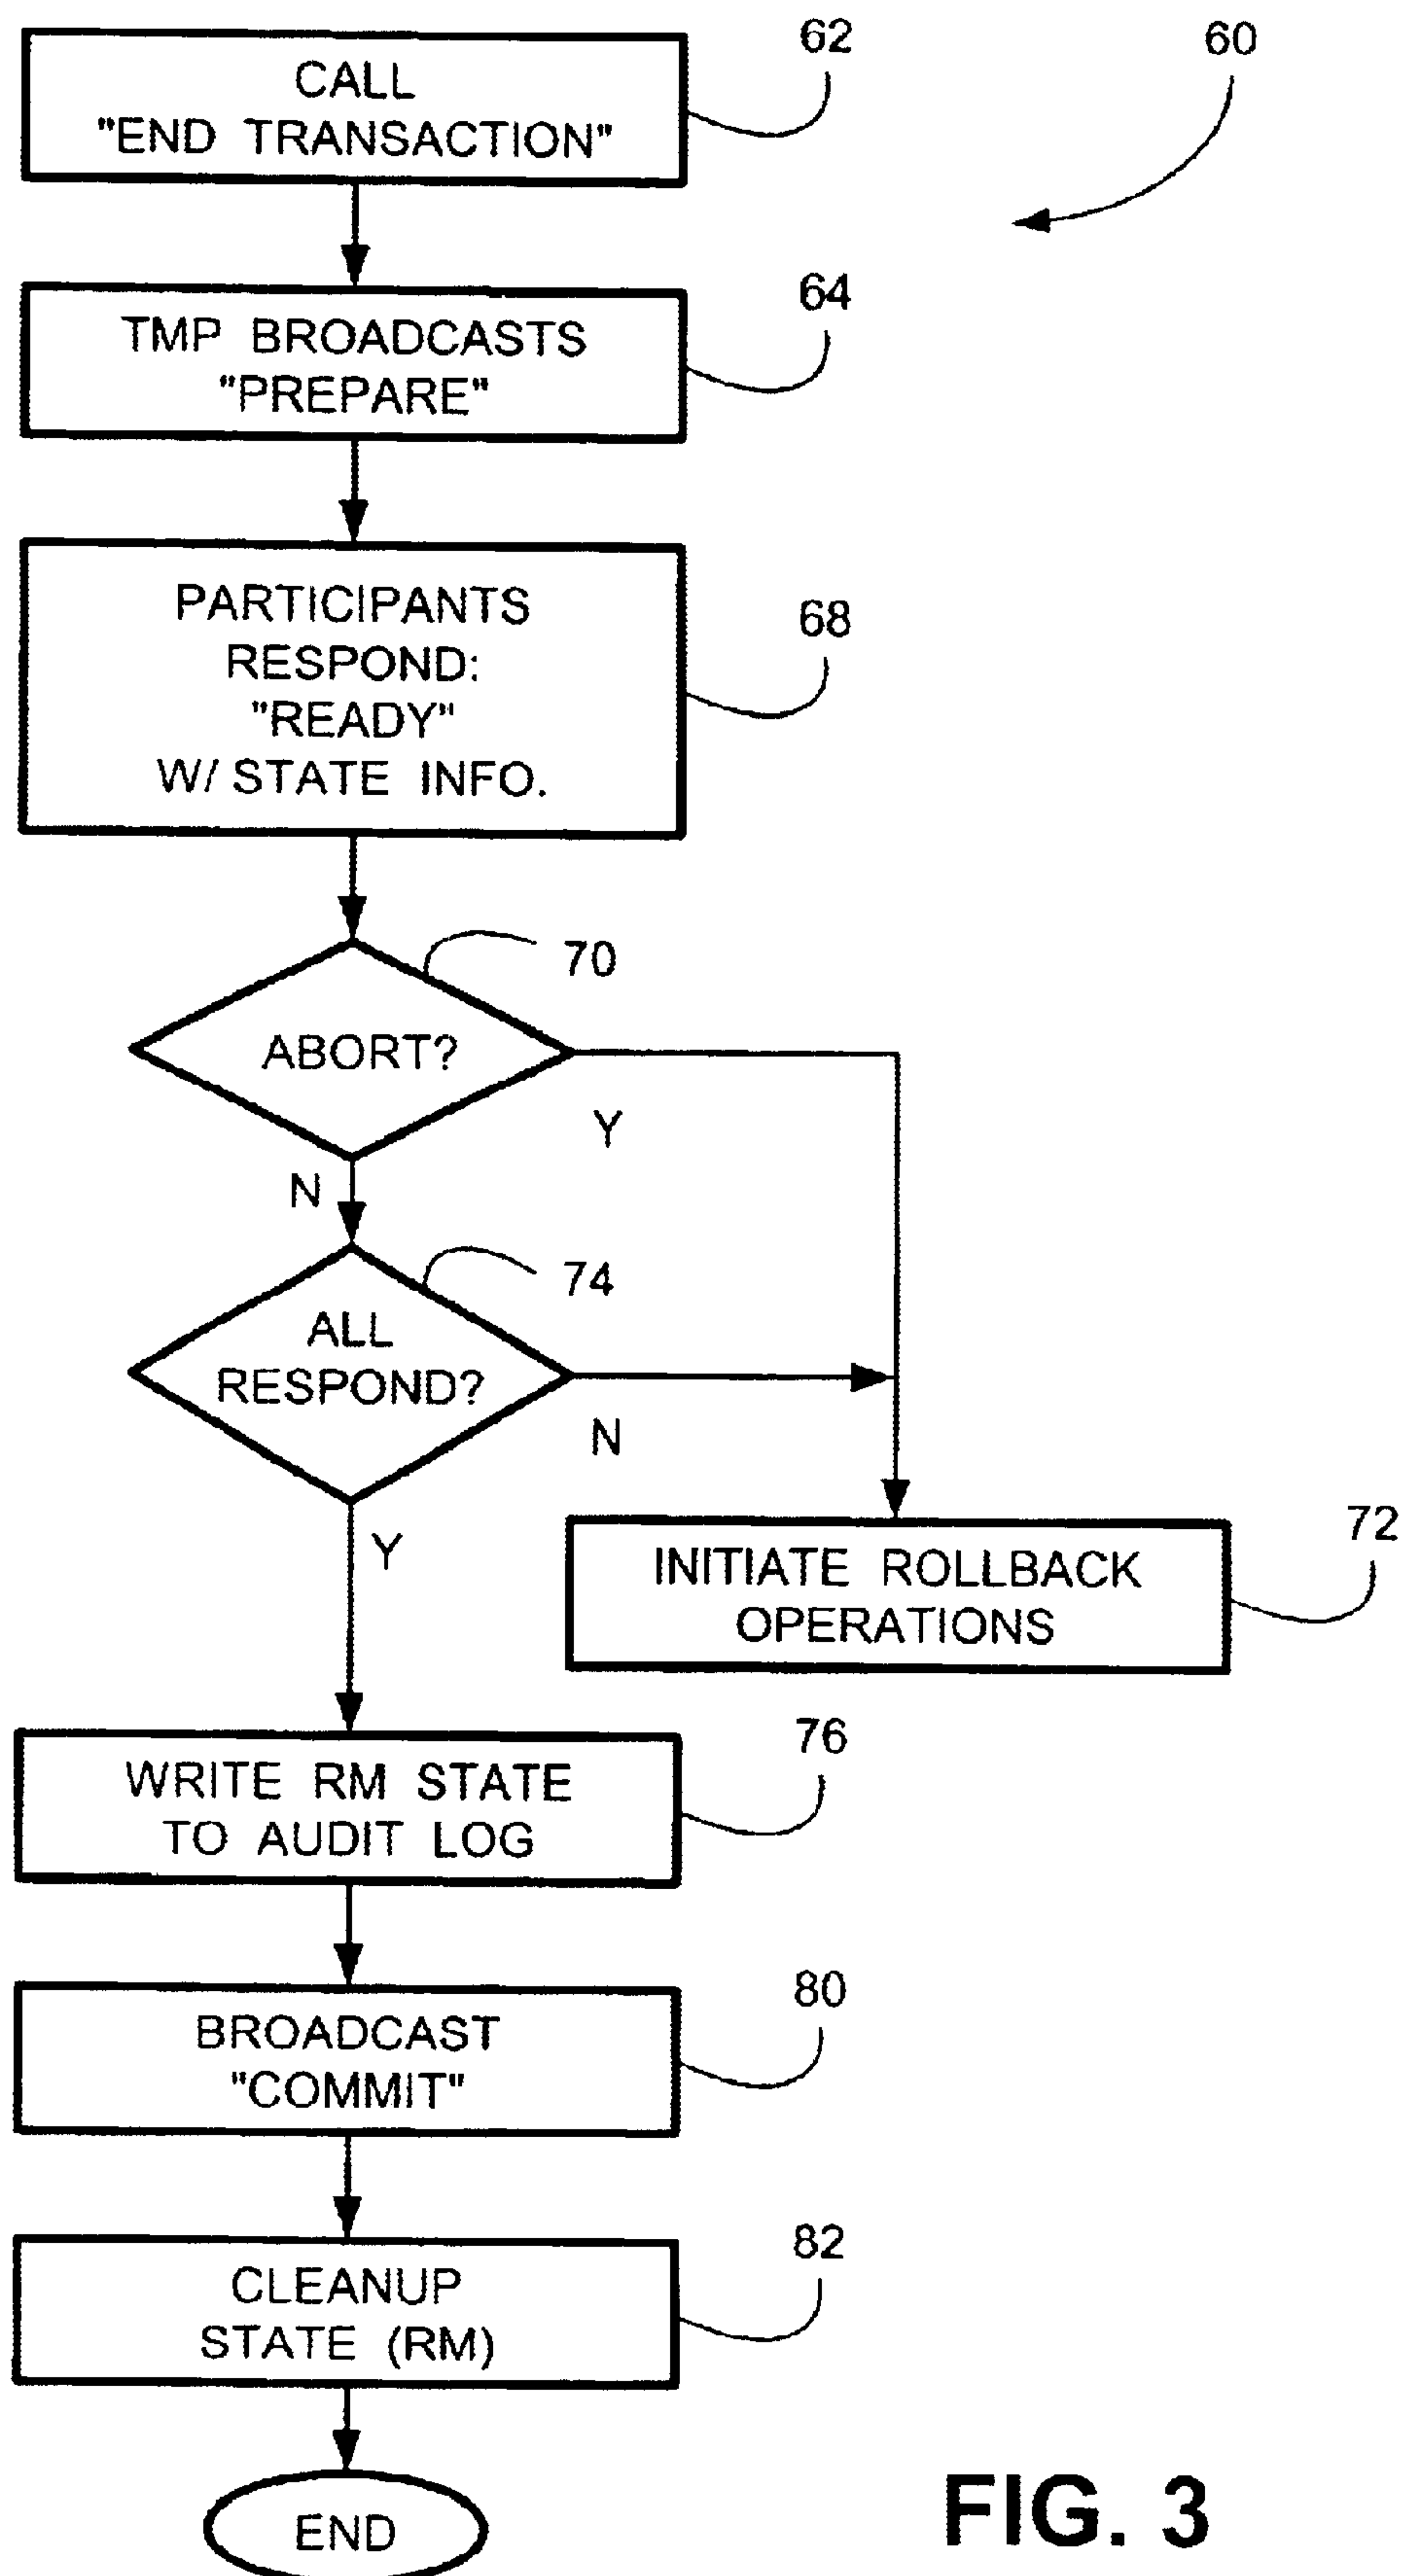 62
60
CALL
"END TRANSACTION"
64
TMP BROADCASTS
"PREPARE"
68
PARTICIPANTS
RESPOND:
"READY"
W/ STATE INFO.
70
ABORT?
Y
N
74
ALL
RESPOND?
N
Y
72
INITIATE ROLLBACK
OPERATIONS
76
WRITE RM STATE
TO AUDIT LOG
80
BROADCAST
"COMMIT"
82
CLEANUP
STATE (RM)
END
FIG. 3